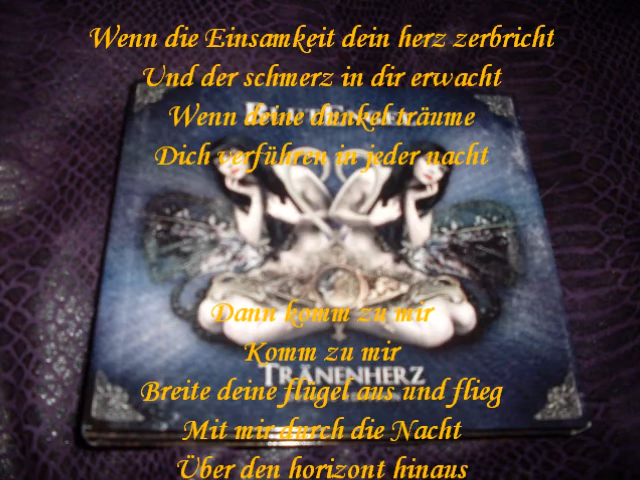 Wenn die Einsamkeit dein herz zerbricht
Und der schmerz in dir erwacht
BLUTENGEL
Wenn deine dunkel träume
Dich verführen in jeder nacht
Dann komm zu mir
Komm zu mir
TRÄNENHERZ
Breite deine flügel aus und flieg
Mit mir durch die Nacht
Über den horizont hinaus